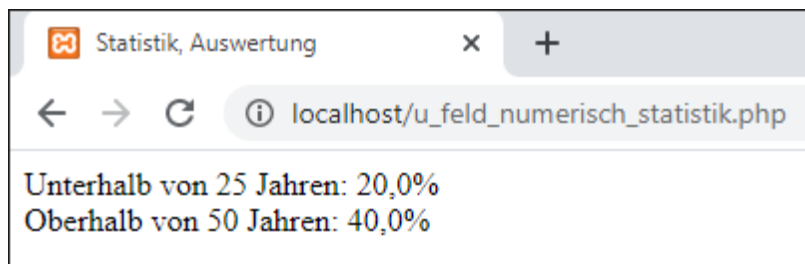 Statistik, Auswertung
localhost/u_feld_numerisch_statistik.php
Unterhalb von 25 Jahren: 20,0%
Oberhalb von 50 Jahren: 40,0%